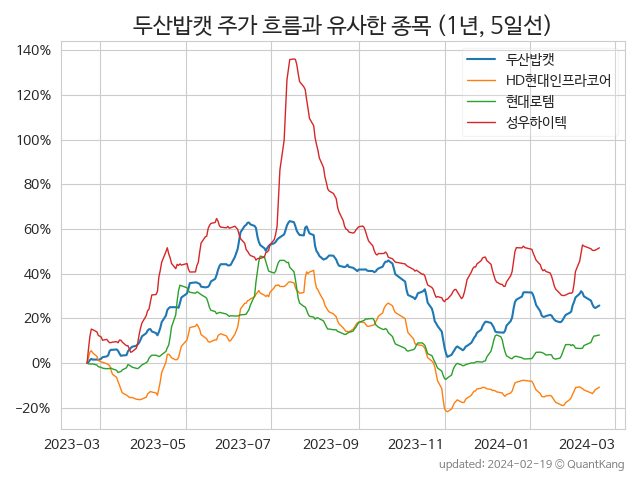 두산밥캣 주가 흐름과 유사한 종목 (1년, 5일선)
140%
120%
100%
80%
60%
40%
20%
0%
−20%
두산밥캣
HD현대인프라코어
현대로템
성우하이텍
2023-03 2023-05 2023-07 2023-09 2023-11 2024-01 2024-03
updated: 2024-02-19 © QuantKang